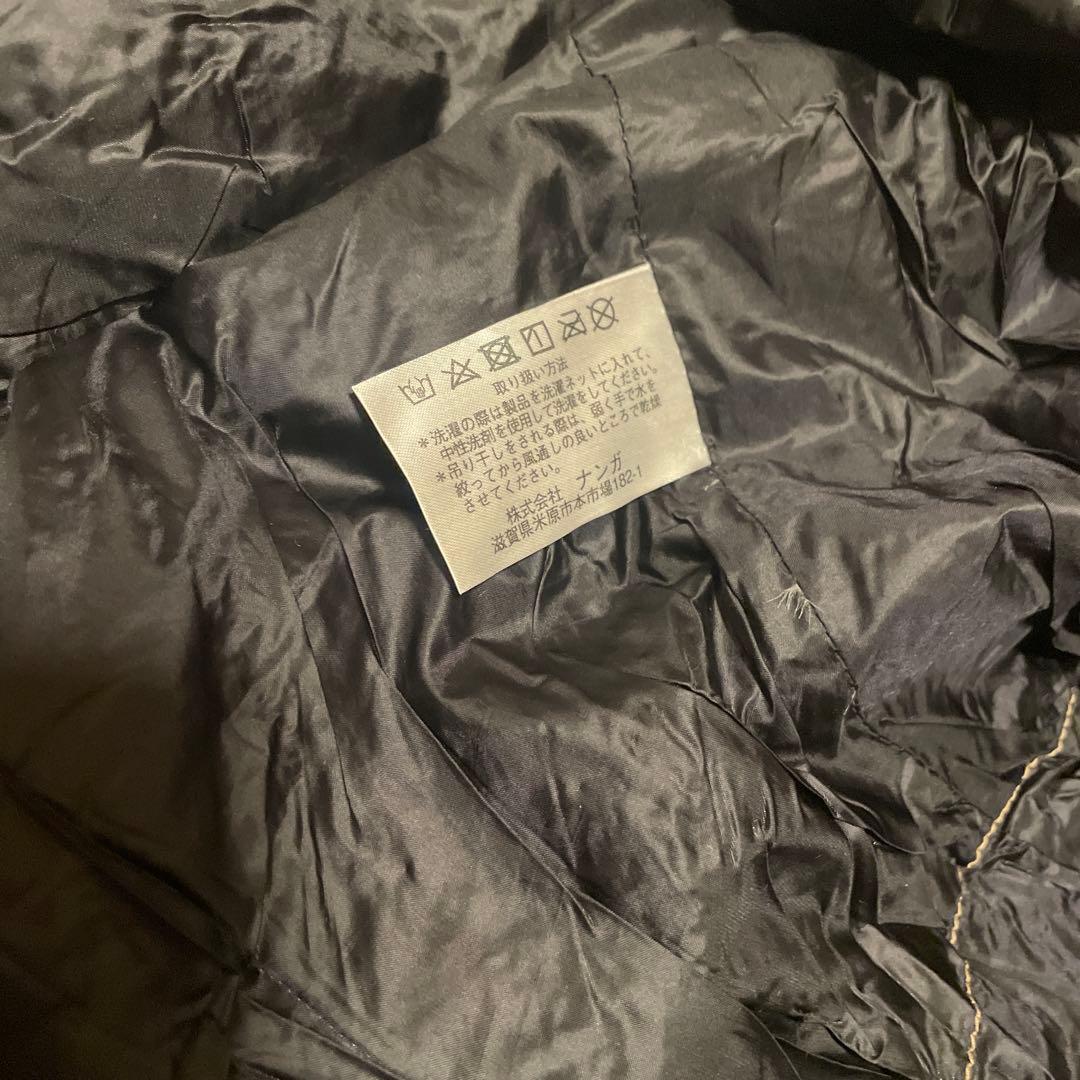 取り扱い方法
*洗濯の際は製品を洗濯ネットに入れて、
中性洗剤を使用して洗濯をしてください。
*吊り干しをされる際は、弱く手で水を
絞ってから風通しの良いところで乾燥
させてください。
株式会社 ナンガ
滋賀県米原市本市場182-1